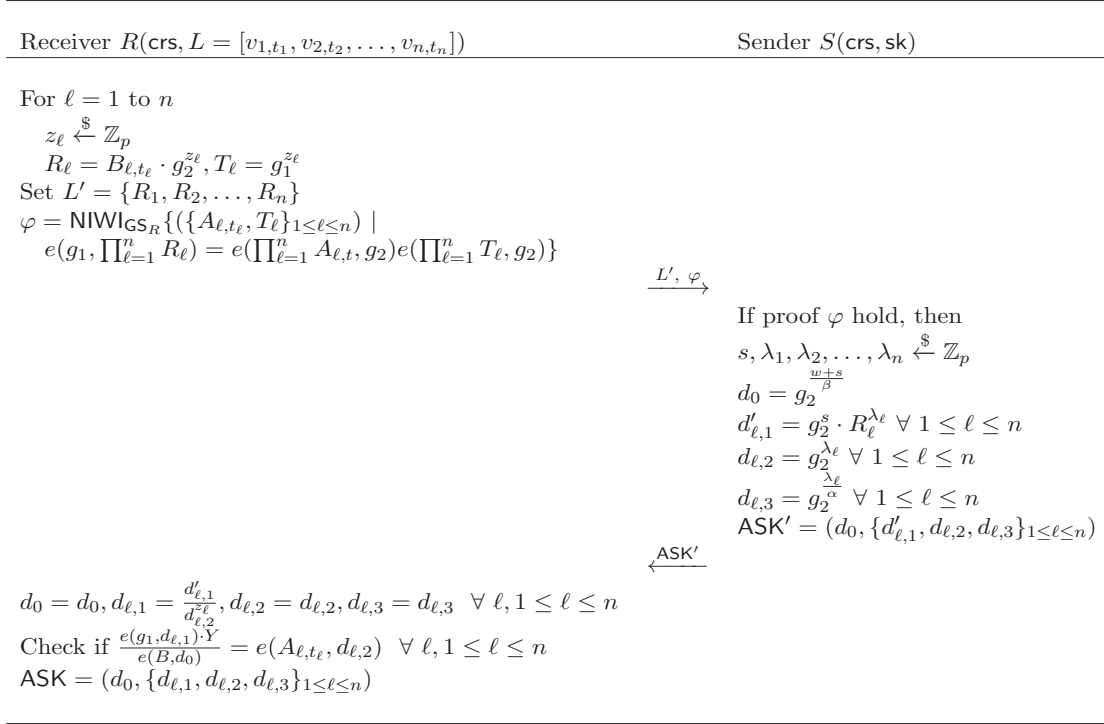 Receiver R(crs, L = [v_{1,t_1}, v_{2,t_2}, . . . , v_{n,t_n}]) Sender S(crs, sk)
For ℓ = 1 to n
z_ℓ \xleftarrow{$} ℤ_p
R_ℓ = B_{ℓ,t_ℓ} · g_2^{z_ℓ}, T_ℓ = g_1^{z_ℓ}
Set L′ = {R_1, R_2, . . . , R_n}
φ = NIWI_{GS_R}{({A_{ℓ,t_ℓ}, T_ℓ}_{1≤ℓ≤n}) |
e(g_1, ∏_{ℓ=1}^n R_ℓ) = e(∏_{ℓ=1}^n A_{ℓ,t}, g_2)e(∏_{ℓ=1}^n T_ℓ, g_2)}
L′, φ
If proof φ hold, then
s, λ_1, λ_2, . . . , λ_n \xleftarrow{$} ℤ_p
d_0 = g_2^{\frac{w+s}{β}}
d′_{ℓ,1} = g_2^s · R_ℓ^{λ_ℓ} ∀ 1 ≤ ℓ ≤ n
d_{ℓ,2} = g_2^{λ_ℓ} ∀ 1 ≤ ℓ ≤ n
d_{ℓ,3} = g_2^{\frac{λ_ℓ}{α}} ∀ 1 ≤ ℓ ≤ n
ASK′ = (d_0, {d′_{ℓ,1}, d_{ℓ,2}, d_{ℓ,3}}_{1≤ℓ≤n})
ASK′
d_0 = d_0, d_{ℓ,1} = \frac{d′_{ℓ,1}}{d_{ℓ,2}^{z_ℓ}}, d_{ℓ,2} = d_{ℓ,2}, d_{ℓ,3} = d_{ℓ,3} ∀ ℓ, 1 ≤ ℓ ≤ n
Check if \frac{e(g_1,d_{ℓ,1})·Y}{e(B,d_0)} = e(A_{ℓ,t_ℓ}, d_{ℓ,2}) ∀ ℓ, 1 ≤ ℓ ≤ n
ASK = (d_0, {d_{ℓ,1}, d_{ℓ,2}, d_{ℓ,3}}_{1≤ℓ≤n})